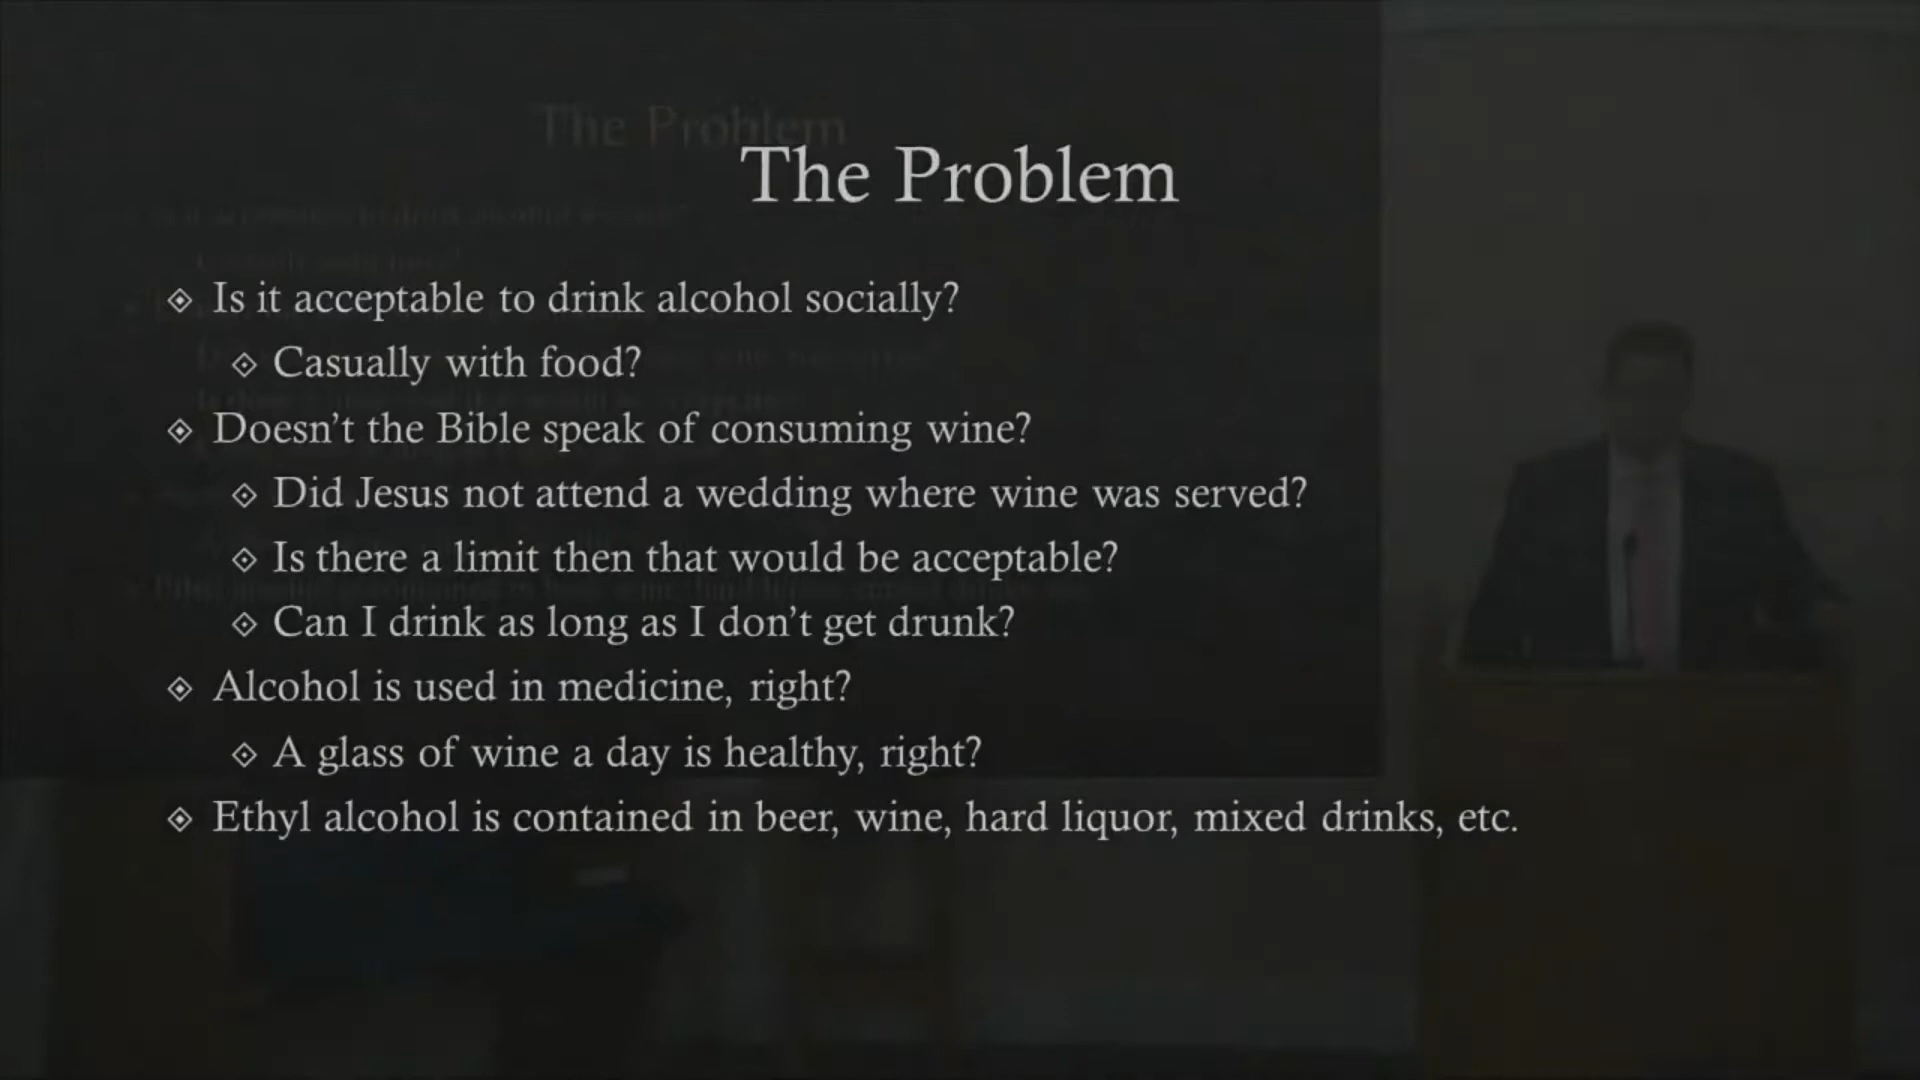 The Problem
The Problem
Is it acceptable to drink alcohol socially?
Casually with food?
Doesn't the Bible speak of consuming wine?
Did Jesus not attend a wedding where wine was served?
Is there a limit then that would be acceptable?
Can I drink as long as I don't get drunk?
Alcohol is used in medicine, right?
A glass of wine a day is healthy, right?
Ethyl alcohol is contained in beer, wine, hard liquor, mixed drinks, etc.